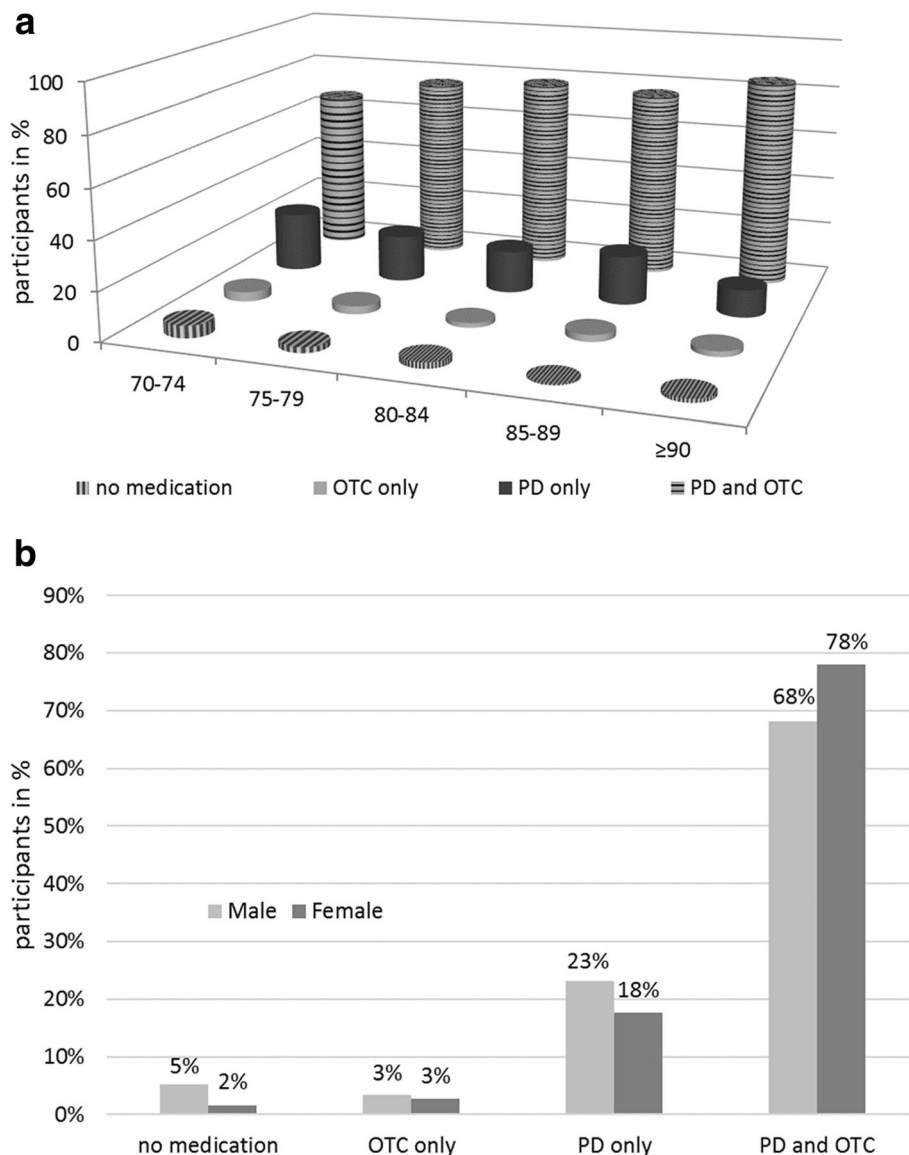 a
participants in %
100
80
60
40
20
0
70-74
75-79
80-84
85-89
≥90
no medication
OTC only
PD only
PD and OTC
b
participants in %
90%
80%
70%
60%
50%
40%
30%
20%
10%
0%
Male
Female
5%
2%
3%
3%
23%
18%
68%
78%
no medication
OTC only
PD only
PD and OTC